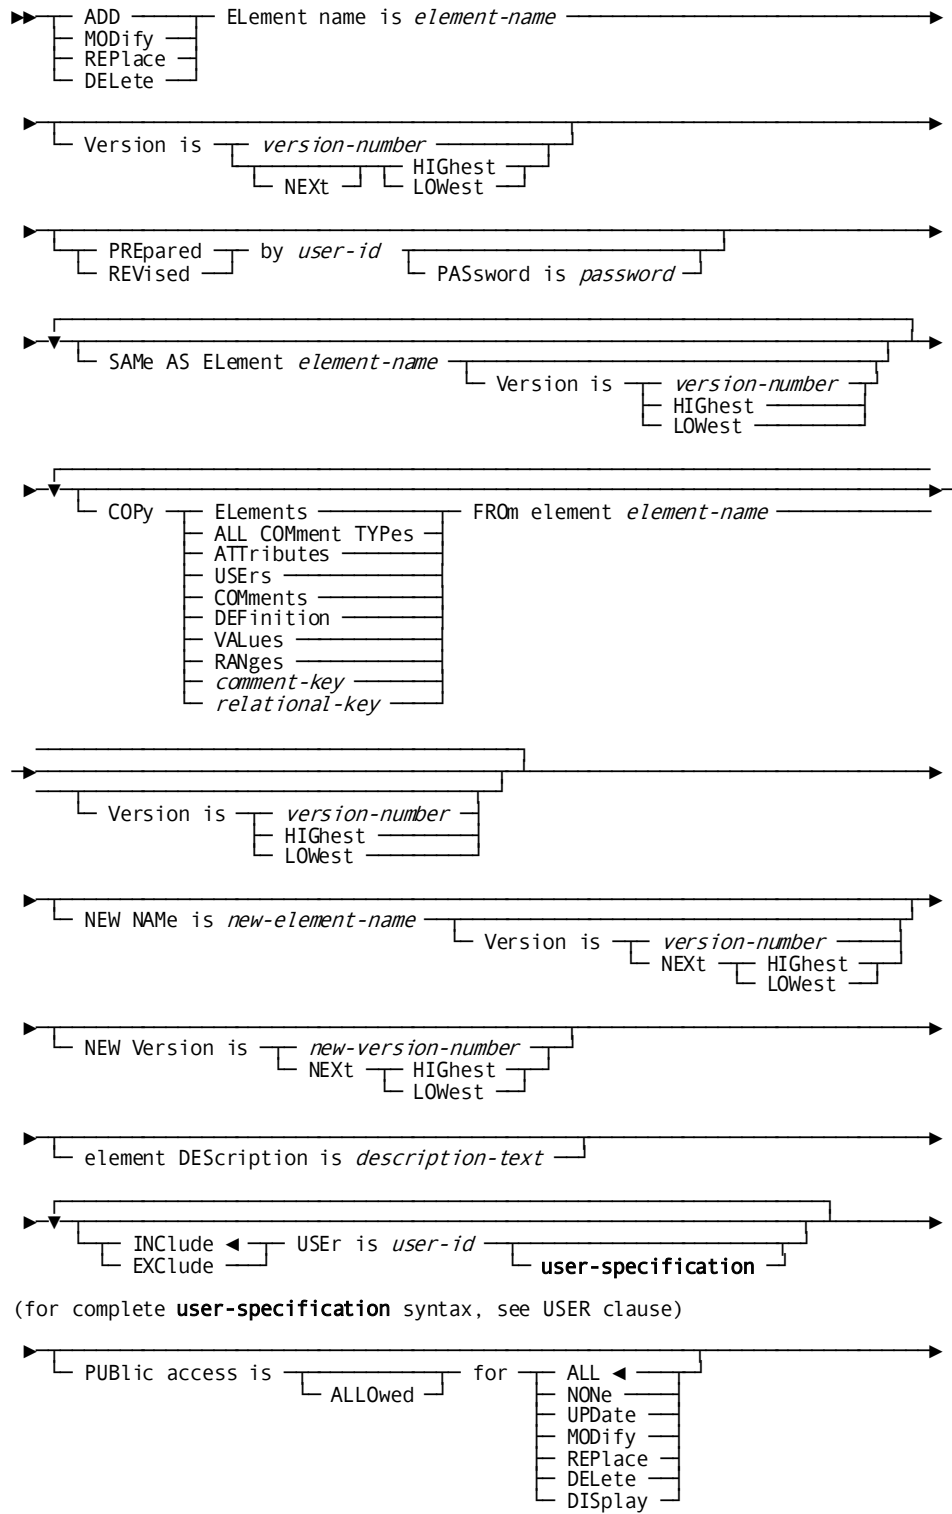 ADD ELement name is element-name
MODify
REPlace
DELete
Version is version-number
HIGhest
NEXt LOWest
PREpared by user-id
REVised PASsword is password
SAMe AS ELement element-name
Version is version-number
HIGhest
LOWest
COPy ELements FROm element element-name
ALL COMment TYPes
ATTributes
USErs
COMments
DEFinition
VALues
RANges
comment-key
relational-key
Version is version-number
HIGhest
LOWest
NEW NAMe is new-element-name
Version is version-number
NEXt HIGhest
LOWest
NEW Version is new-version-number
NEXt HIGhest
LOWest
element DEScription is description-text
INClude USEr is user-id
EXClude user-specification
(for complete user-specification syntax, see USER clause)
PUBlic access is for ALL
ALLOwed NONe
UPDate
MODify
REPlace
DELete
DISplay